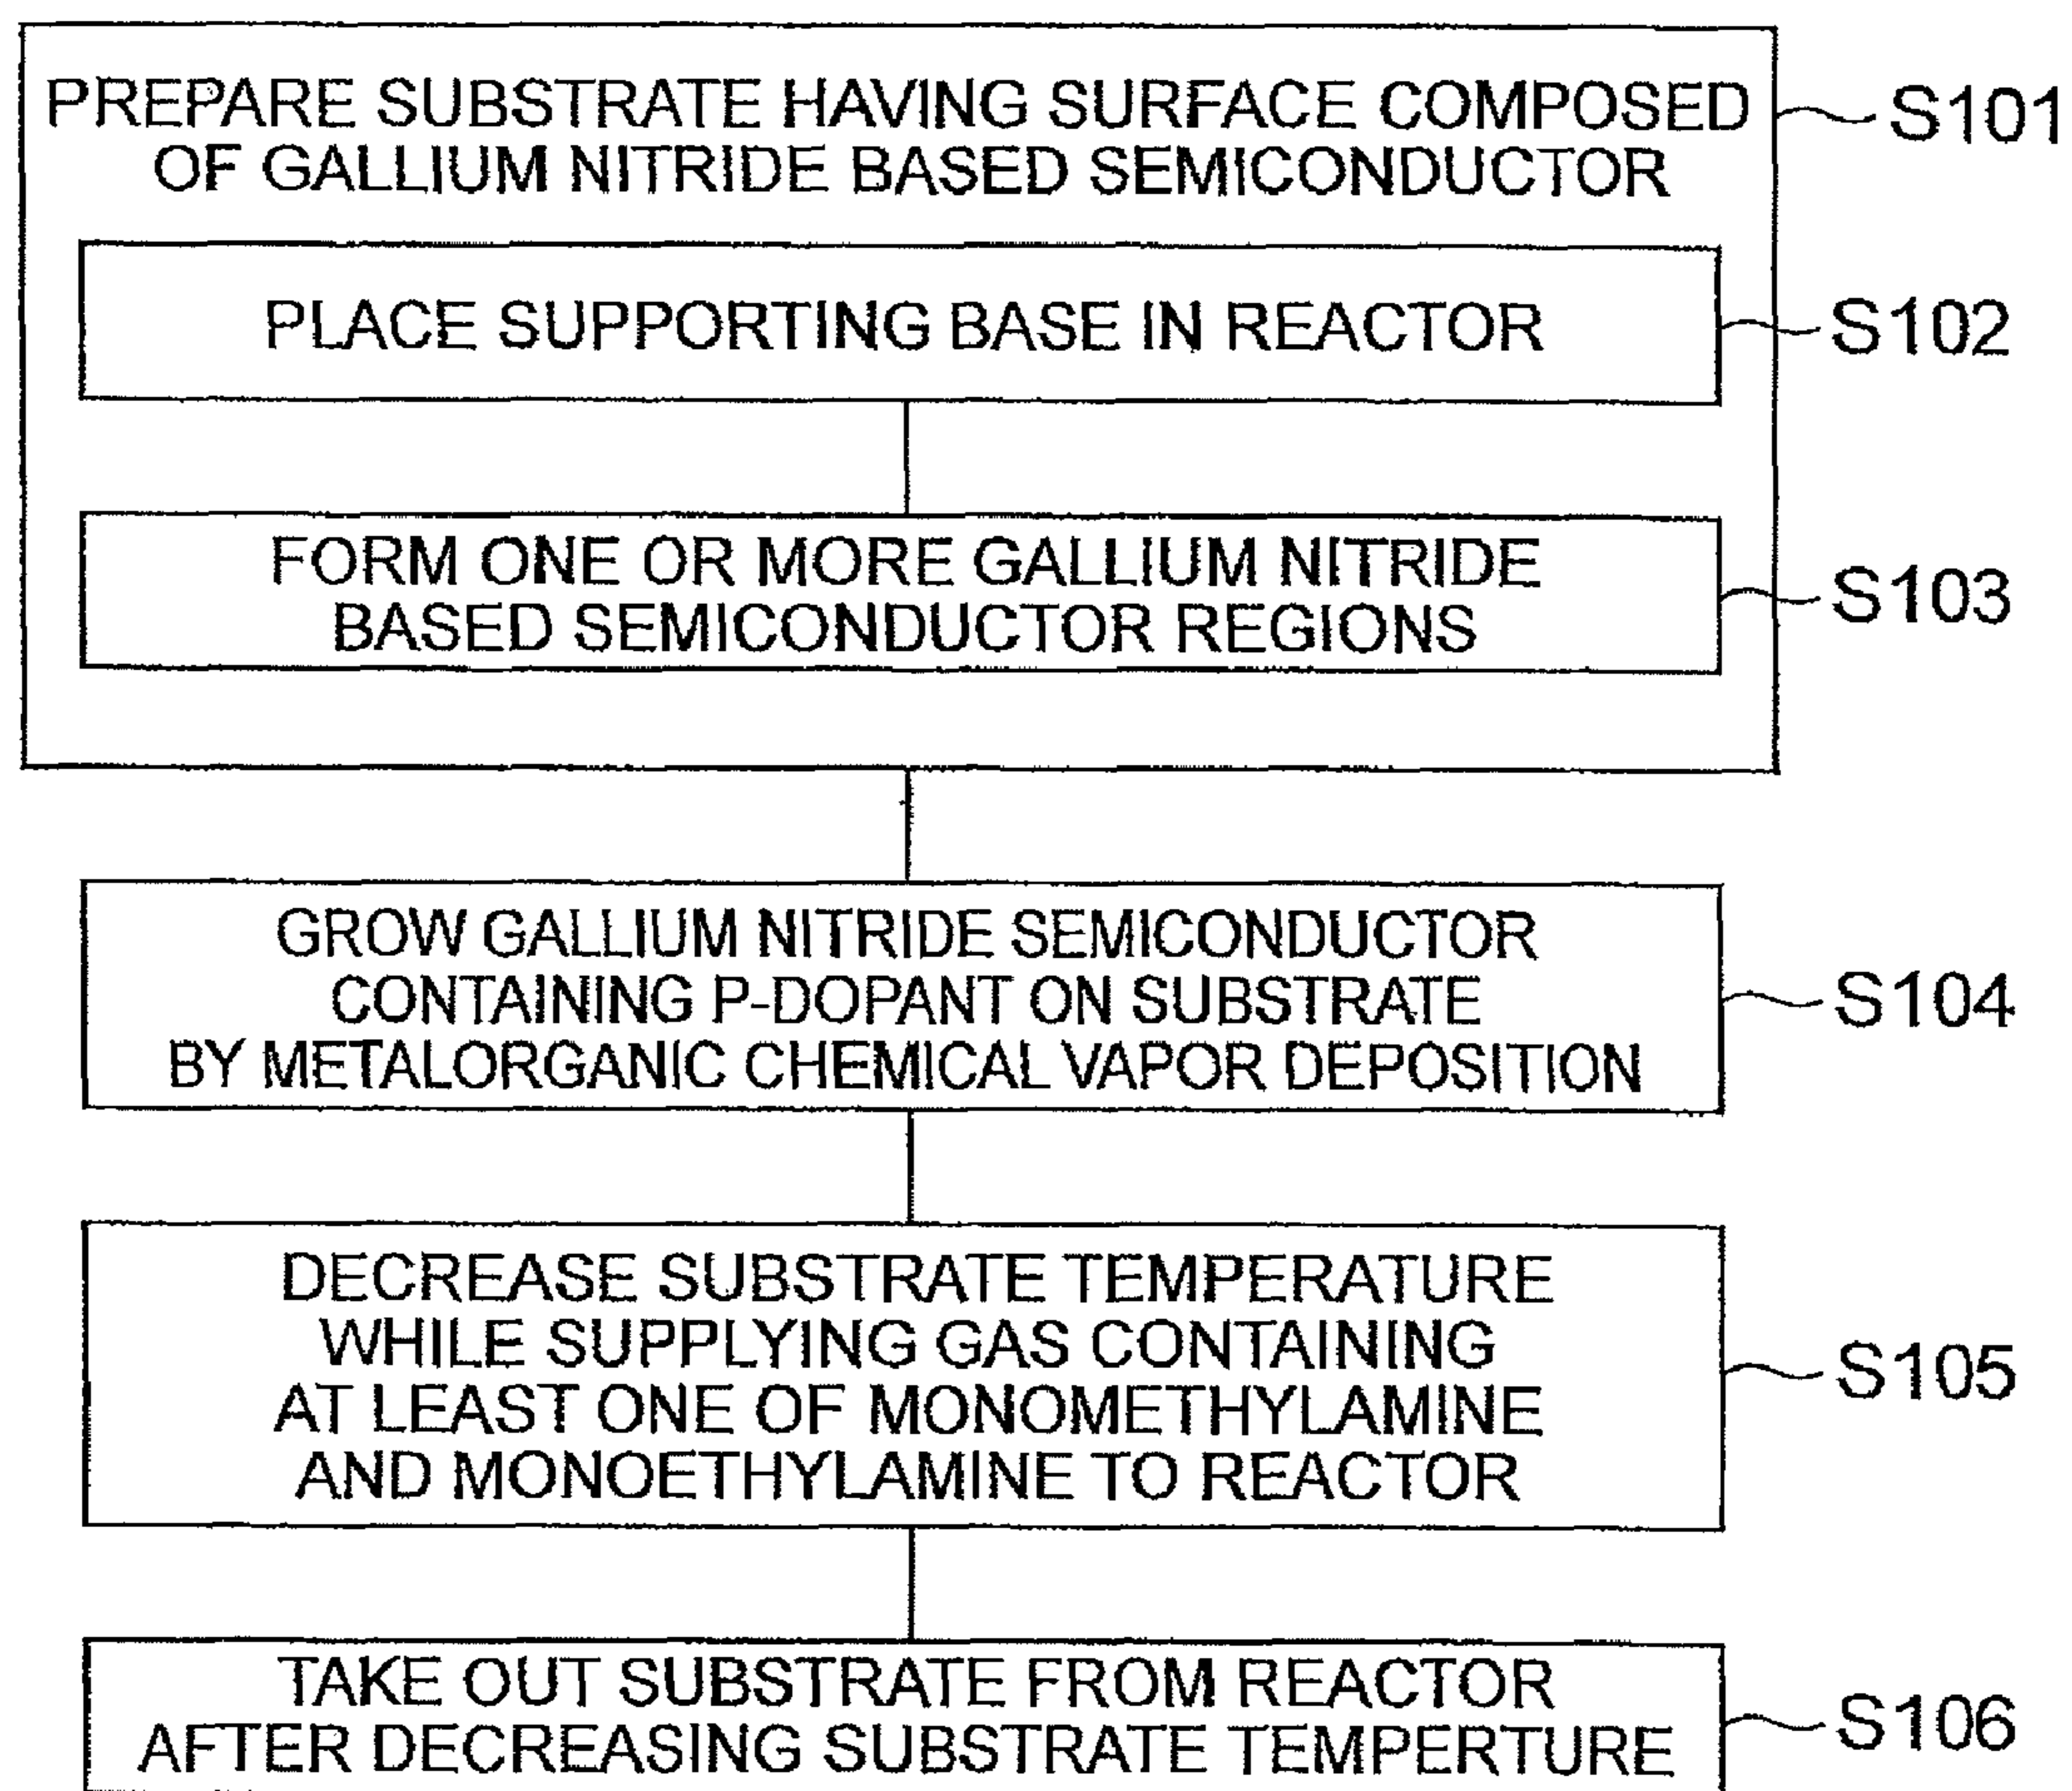 PREPARE SUBSTRATE HAVING SURFACE COMPOSED
OF GALLIUM NITRIDE BASED SEMICONDUCTOR
S101
PLACE SUPPORTING BASE IN REACTOR
S102
FORM ONE OR MORE GALLIUM NITRIDE
BASED SEMICONDUCTOR REGIONS
S103
GROW GALLIUM NITRIDE SEMICONDUCTOR
CONTAINING P-DOPANT ON SUBSTRATE
BY METALORGANIC CHEMICAL VAPOR DEPOSITION
S104
DECREASE SUBSTRATE TEMPERATURE
WHILE SUPPLYING GAS CONTAINING
AT LEAST ONE OF MONOMETHYLAMINE
AND MONOETHYLAMINE TO REACTOR
S105
TAKE OUT SUBSTRATE FROM REACTOR
AFTER DECREASING SUBSTRATE TEMPERTURE
S106